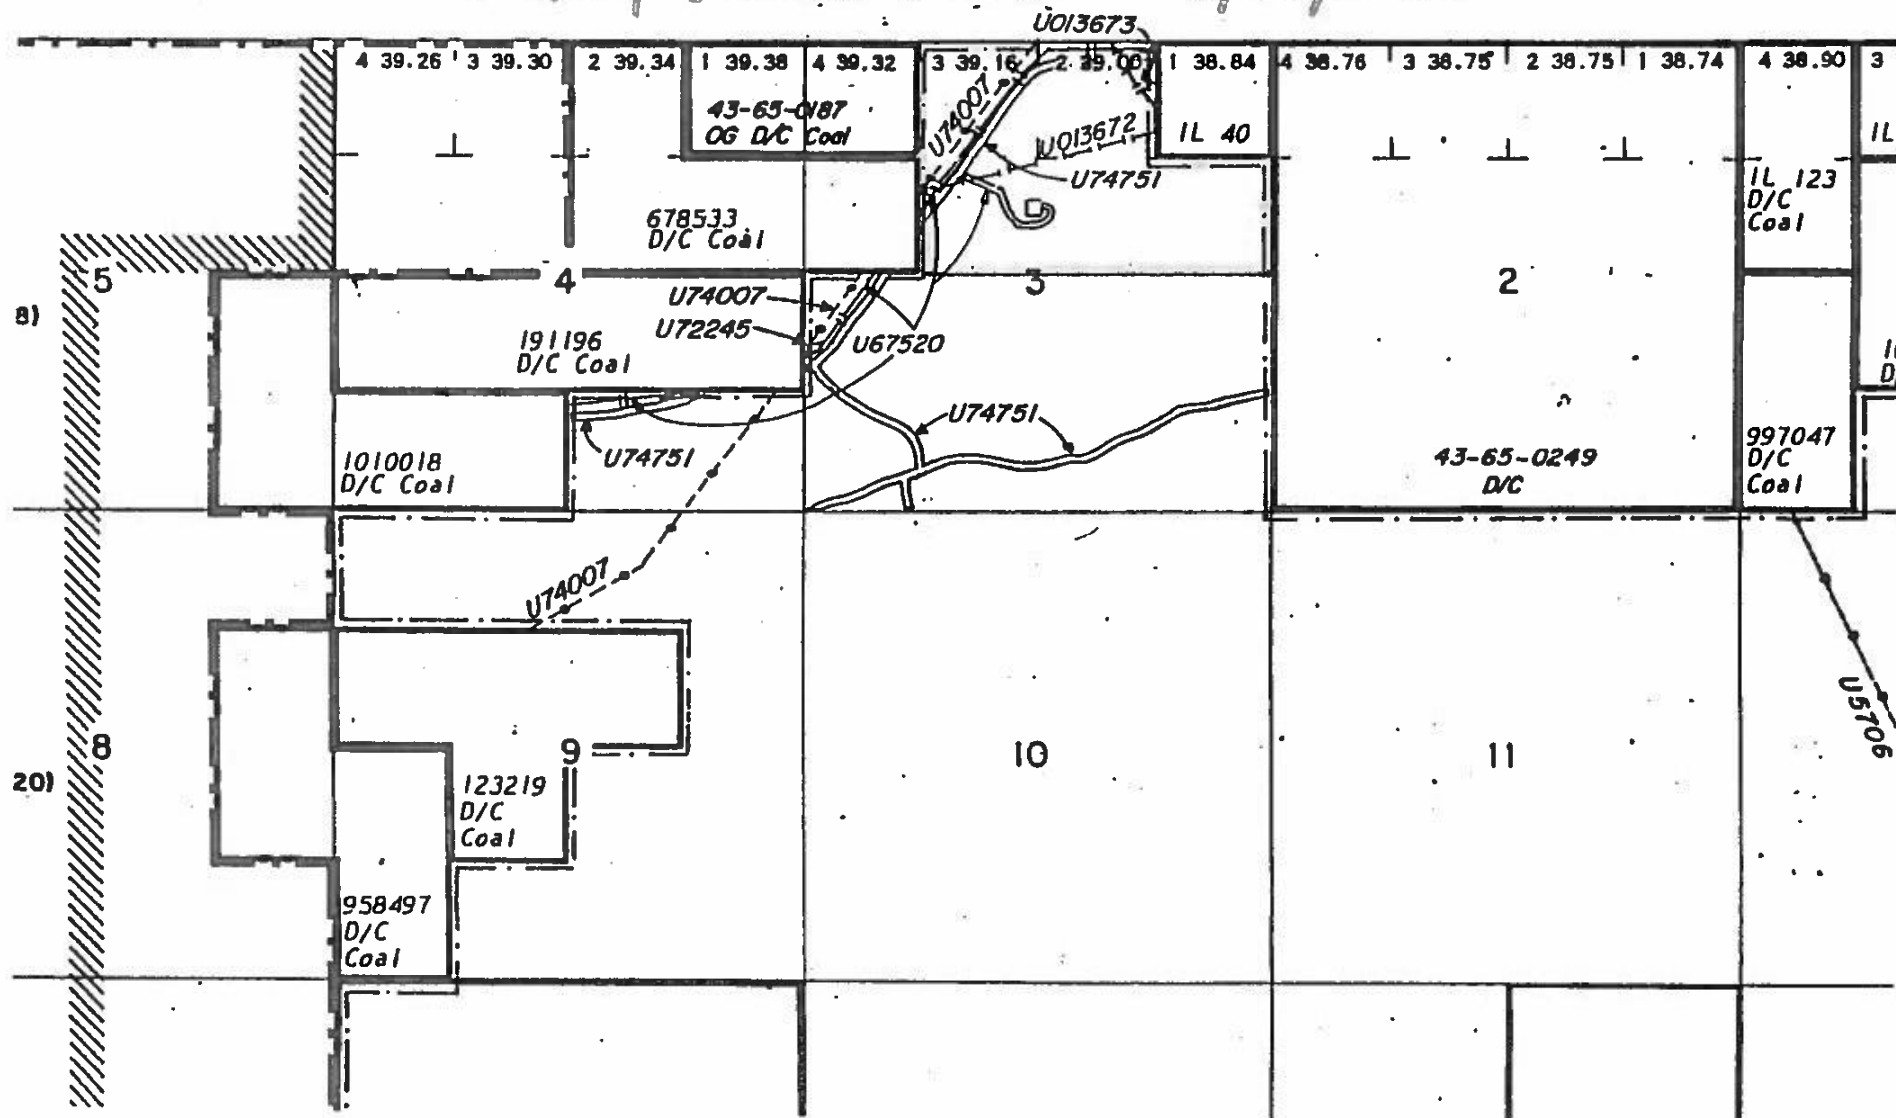 U013673
4 39.26 3 39.30 2 39.34 1 39.38 4 39.32 3 39.16 2 39.00 1 38.84 4 38.76 3 38.75 2 38.75 1 38.74 4 38.90 3
43-65-0187
OG D/C Coal
U74007
U013672
IL 40
IL
U74751
IL 123
D/C
Coal
678533
D/C Coal
5
4
3
2
U74007
8)
U72245
U67520
191196
D/C Coal
U74751
1010018
D/C Coal
U74751
43-65-0249
D/C
997047
D/C
Coal
U74007
U5706
8
9
10
11
20)
123219
D/C
Coal
958497
D/C
Coal